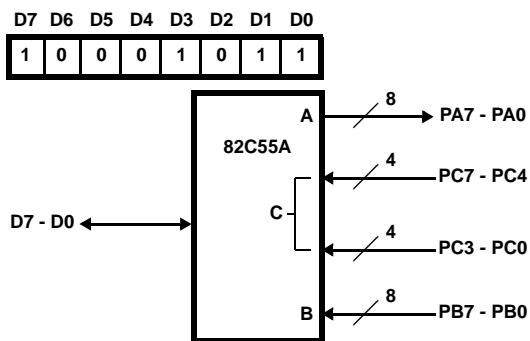 D7 D6 D5 D4 D3 D2 D1 D0
1 0 0 0 1 0 1 1
A 8 PA7 - PA0
82C55A
4 PC7 - PC4
C
D7 - D0
4 PC3 - PC0
B 8 PB7 - PB0